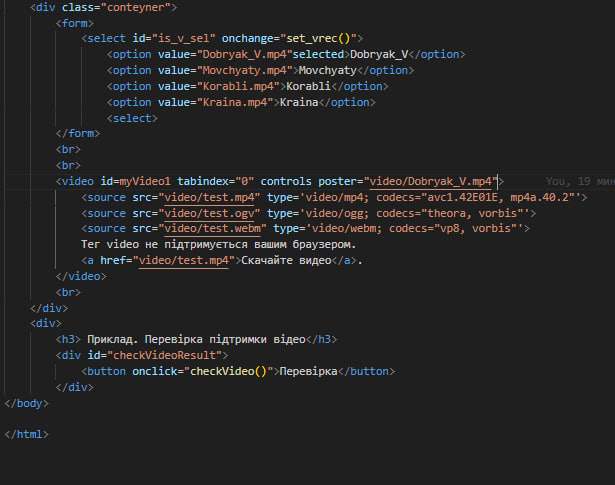 <div class="conteyner">
<form>
<select id="is_v_sel" onchange="set_vrec()">
<option value="Dobryak_V.mp4"selected>Dobryak_V</option>
<option value="Movchyaty.mp4">Movchyaty</option>
<option value="Korabli.mp4">Korabli</option>
<option value="Kraina.mp4">Kraina</option>
<select>
</form>
<br>
<br>
<video id=myVideo1 tabindex="0" controls poster="video/Dobryak_V.mp4"> You, 19 мин
<source src="video/test.mp4" type='video/mp4; codecs="avc1.42E01E, mp4a.40.2"'>
<source src="video/test.ogv" type='video/ogg; codecs="theora, vorbis"'>
<source src="video/test.webm" type='video/webm; codecs="vp8, vorbis"'>
Тег video не підтримується вашим браузером.
<a href="video/test.mp4">Скачайте видео</a>.
</video>
<br>
</div>
<div>
<h3> Приклад. Перевірка підтримки відео</h3>
<div id="checkVideoResult">
<button onclick="checkVideo()">Перевірка</button>
</div>
</body>
</html>